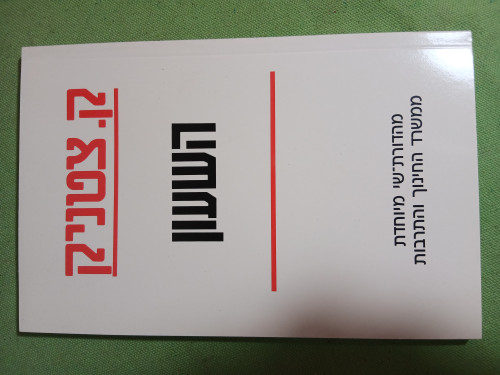 ק. צטניק
השעון
מהדורת שי מיוחדת
ממשרד החינוך והתרבות